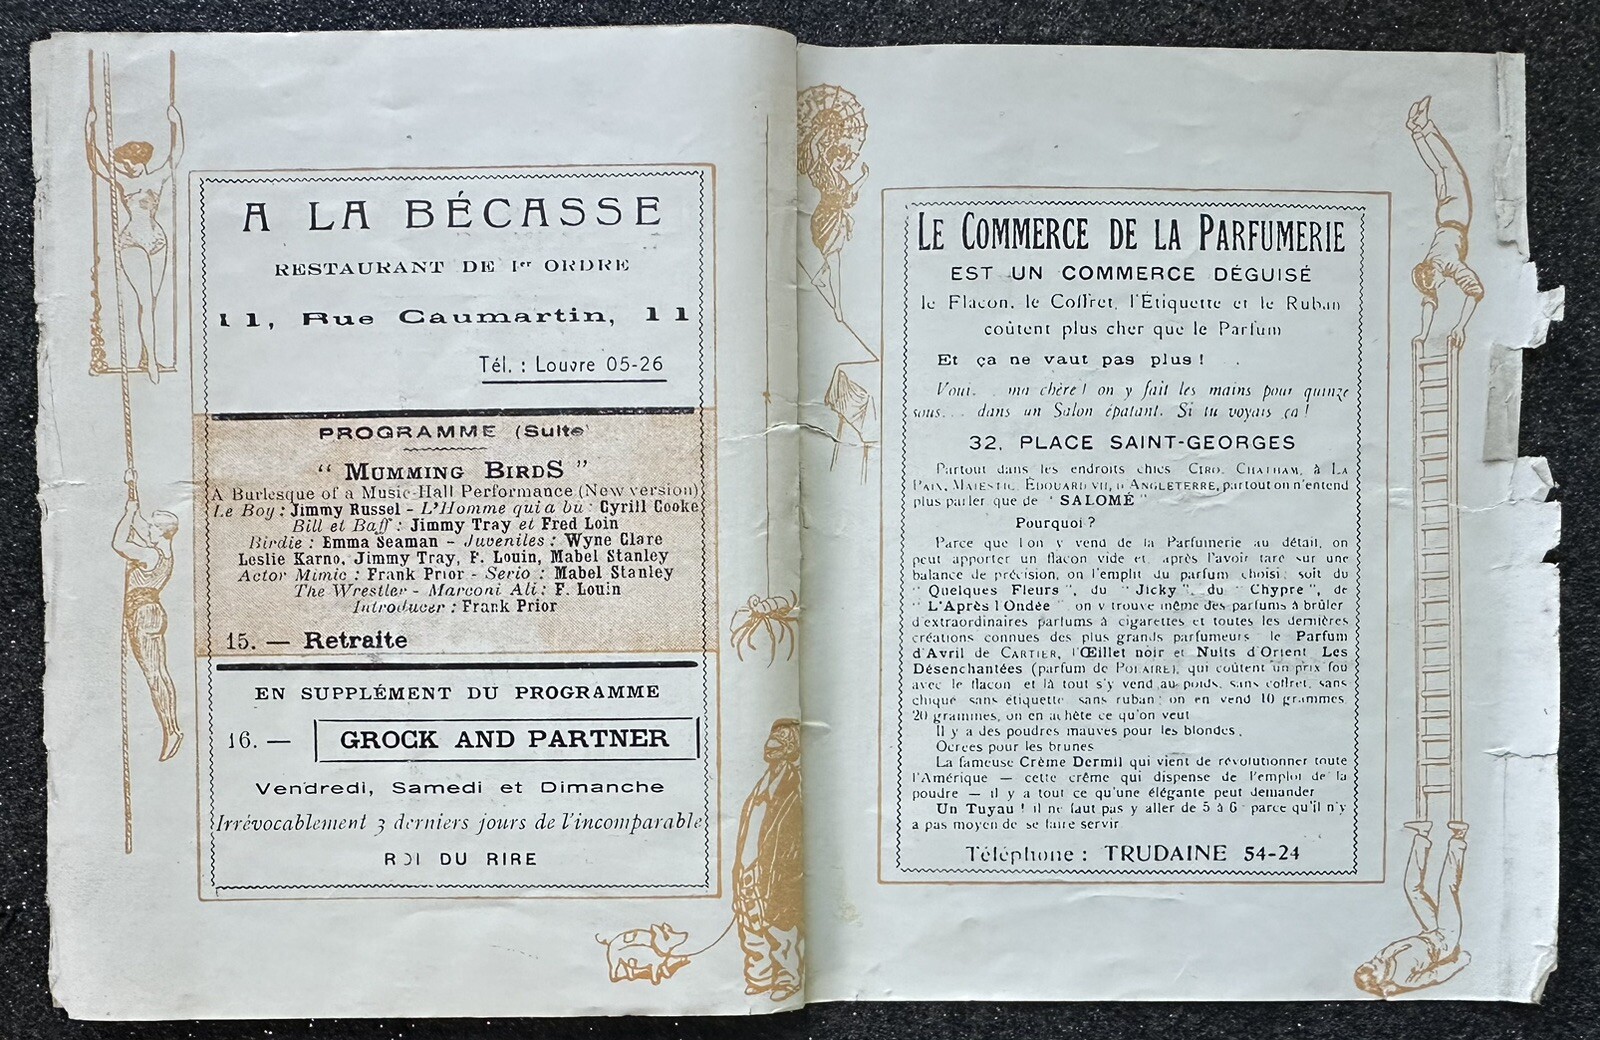 A LA BÉCASSE
RESTAURANT DE 1er ORDRE
11, Rue Caumartin, 11
Tél. : Louvre 05-26
PROGRAMME (Suite)
“ MUMMING BIRDS ”
A Burlesque of a Music-Hall Performance (New version)
Le Boy : Jimmy Russel - L'Homme qui a bu : Cyrill Cooke
Bill et Baff : Jimmy Tray et Fred Loin
Birdie : Emma Seaman - Juveniles : Wyne Clare
Leslie Karno, Jimmy Tray, F. Louin, Mabel Stanley
Actor Mimic : Frank Prior - Serio : Mabel Stanley
The Wrestler - Marconi Ali : F. Louin
Introducer : Frank Prior
15. — Retraite
EN SUPPLÉMENT DU PROGRAMME
16. — GROCK AND PARTNER
Vendredi, Samedi et Dimanche
Irrévocablement 3 derniers jours de l'incomparable
ROI DU RIRE
LE COMMERCE DE LA PARFUMERIE
EST UN COMMERCE DÉGUISÉ
le Flacon, le Coffret, l'Étiquette et le Ruban
coûtent plus cher que le Parfum
Et ça ne vaut pas plus !
Voui... ma chère ! on y fait les mains pour quinze
sous... dans un Salon épatant. Si tu voyais ça !
32, PLACE SAINT-GEORGES
Partout dans les endroits chics CIRO, CHATHAM, à LA
PAIX, MAJESTIC, ÉDOUARD VII, D'ANGLETERRE, partout on n'entend
plus parler que de “ SALOMÉ ”
Pourquoi ?
Parce que l'on y vend de la Parfumerie au détail, on
peut apporter un flacon vide et, après l'avoir taré sur une
balance de précision, on l'emplit du parfum choisi; soit du
“ Quelques Fleurs ”, du “ Jicky ”, du “ Chypre ”, de
“ L'Après l'Ondée ” on y trouve même des parfums à brûler
d'extraordinaires parfums à cigarettes et toutes les dernières
créations connues des plus grands parfumeurs le Parfum
d'Avril de CARTIER, l'Œillet noir et Nuits d'Orient Les
Désenchantées (parfum de POLAIRE), qui coûtent un prix fou
avec le flacon et là tout s'y vend au poids, sans coffret, sans
chiqué sans étiquette sans ruban; on en vend 10 grammes,
20 grammes, on en achète ce qu'on veut
Il y a des poudres mauves pour les blondes,
Ocrées pour les brunes
La fameuse Crème Dermil qui vient de révolutionner toute
l'Amérique — cette crème qui dispense de l'emploi de la
poudre — il y a tout ce qu'une élégante peut demander
Un Tuyau ! il ne faut pas y aller de 5 à 6 parce qu'il n'y
a pas moyen de se faire servir
Téléphone : TRUDAINE 54-24